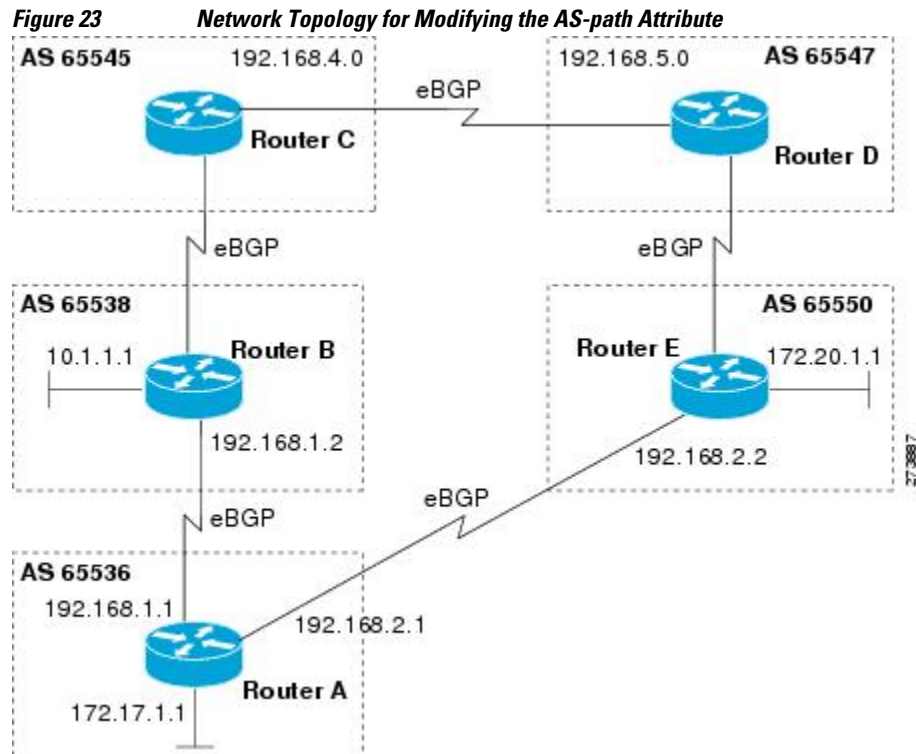 Figure 23 Network Topology for Modifying the AS-path Attribute
AS 65545
192.168.4.0
192.168.5.0
AS 65547
eBGP
Router C
Router D
eBGP
eBGP
AS 65538
AS 65550
10.1.1.1
Router B
Router E
172.20.1.1
192.168.1.2
192.168.2.2
273887
eBGP
eBGP
AS 65536
192.168.1.1
192.168.2.1
Router A
172.17.1.1